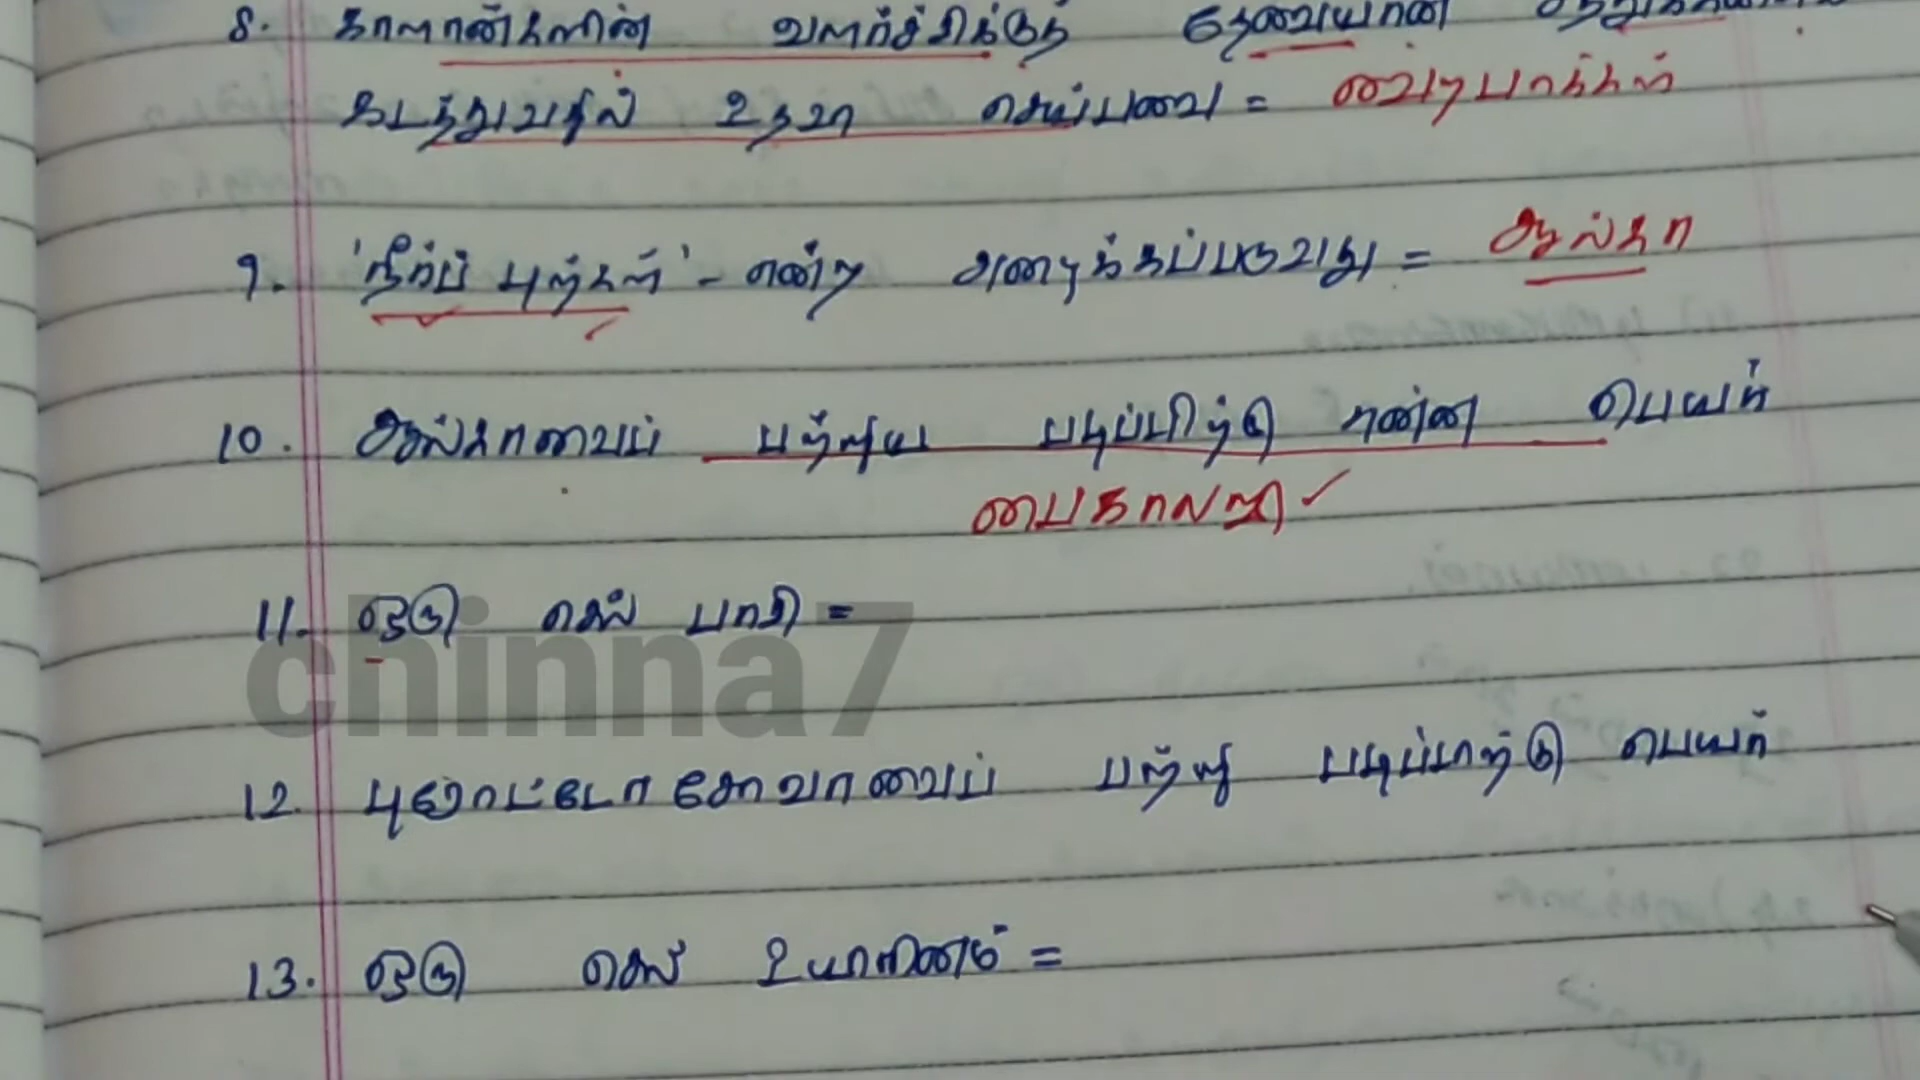 8. காளான்களின் வளர்ச்சிக்குத் தேவையான
கடத்துவதில் உதவி செய்பவை = ஹைபாக்கள்
9. 'நீர்ப் புற்கள்' - என்று அழைக்கப்படுவது = ஆல்கா
10. ஆல்காவைப் பற்றிய படிப்பிற்கு என்ன பெயர்
பைகாலஜி ✓
11. ஒரு செல் பாசி =
chinna7
12. புரோட்டோசோவாவைப் பற்றி படிப்பிற்கு பெயர்
13. ஒரு செல் உயிரினம் =